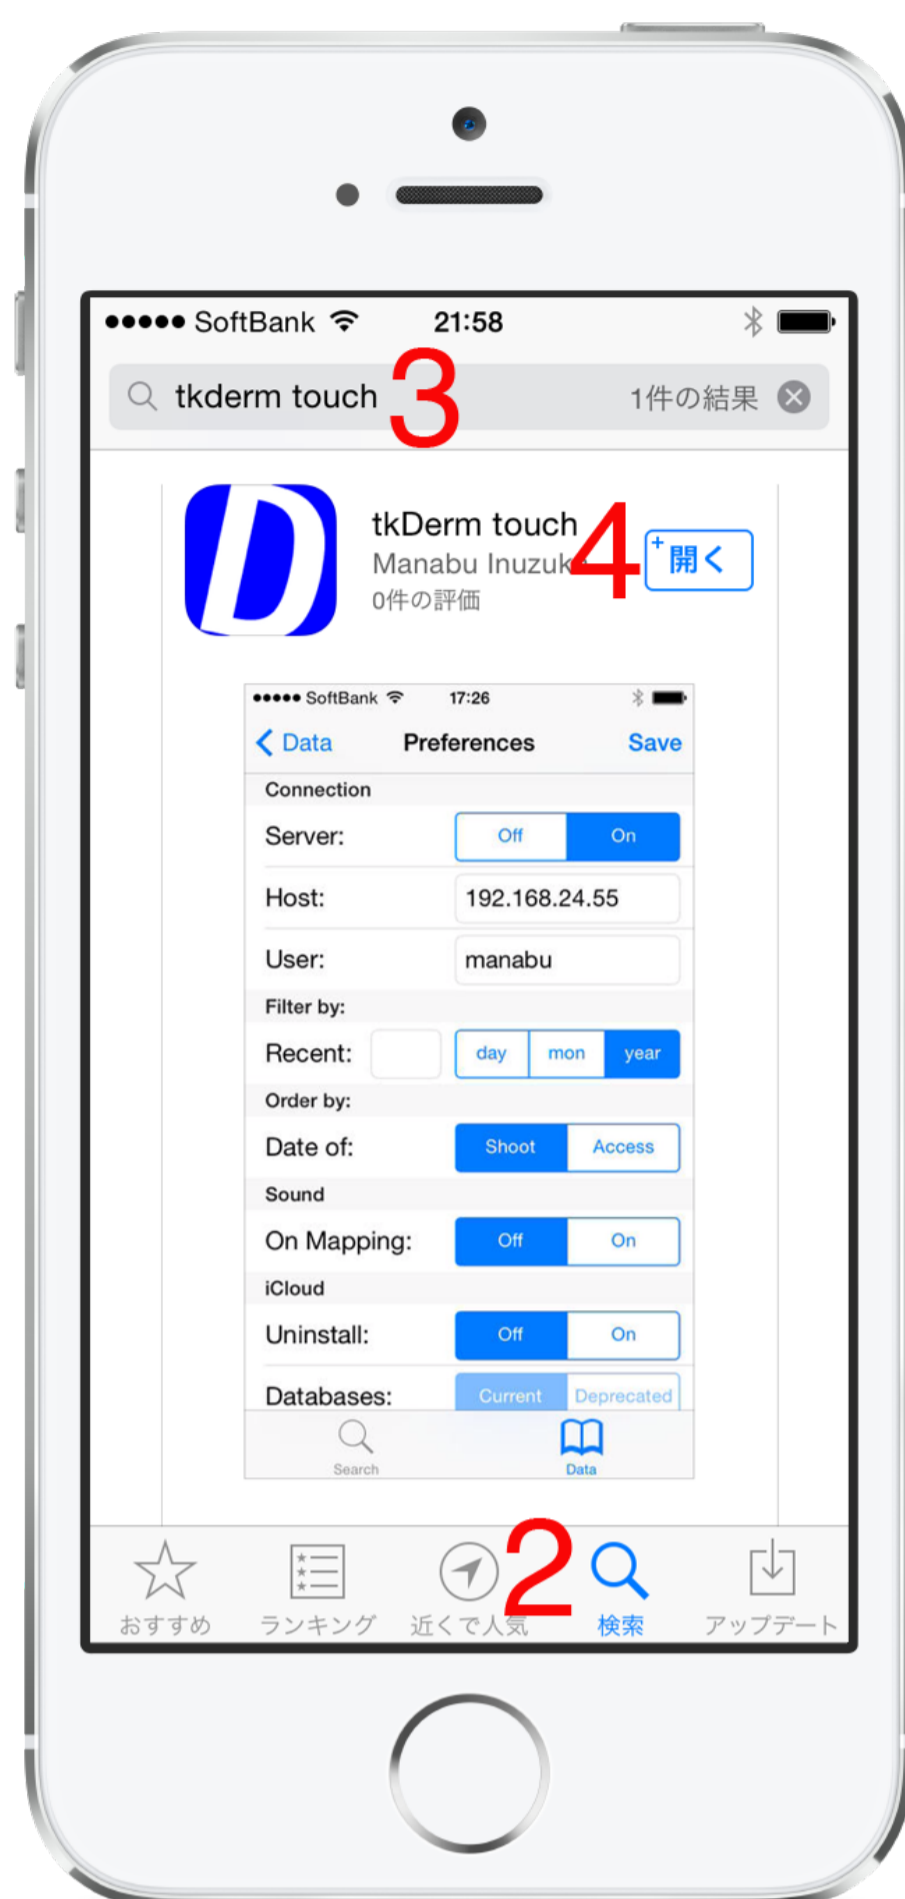 SoftBank 21:58
tkderm touch 3 1件の結果
tkDerm touch
Manabu Inuzuk 4 開く
0件の評価
SoftBank 17:26
Data Preferences Save
Connection
Server: Off On
Host: 192.168.24.55
User: manabu
Filter by:
Recent: day mon year
Order by:
Date of: Shoot Access
Sound
On Mapping: Off On
iCloud
Uninstall: Off On
Databases: Current Deprecated
Search Data
2
おすすめ ランキング 近くで人気 検索 アップデート